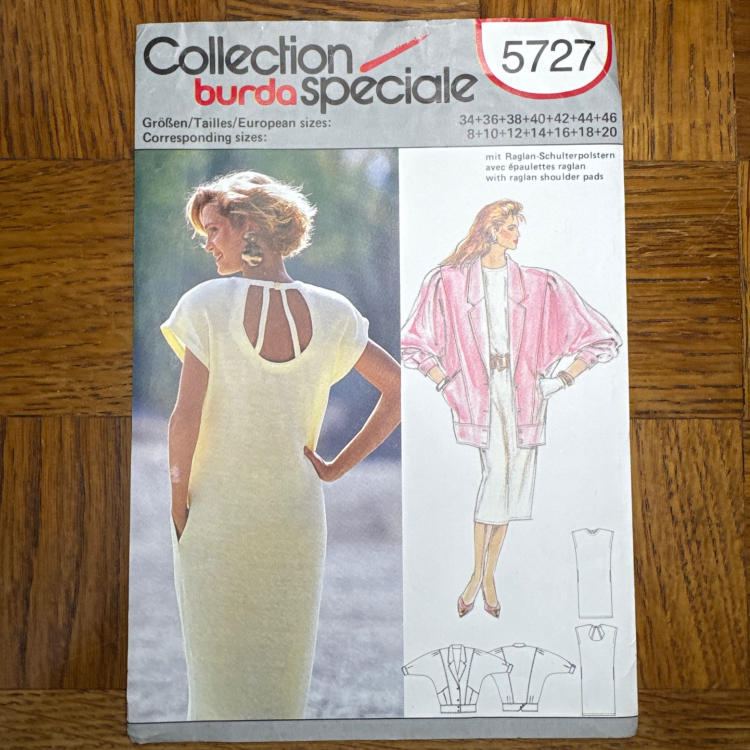 Collection
burda speciale
5727
Größen/Tailles/European sizes: 34+36+38+40+42+44+46
Corresponding sizes: 8+10+12+14+16+18+20
mit Raglan-Schulterpolstern
avec épaulettes raglan
with raglan shoulder pads